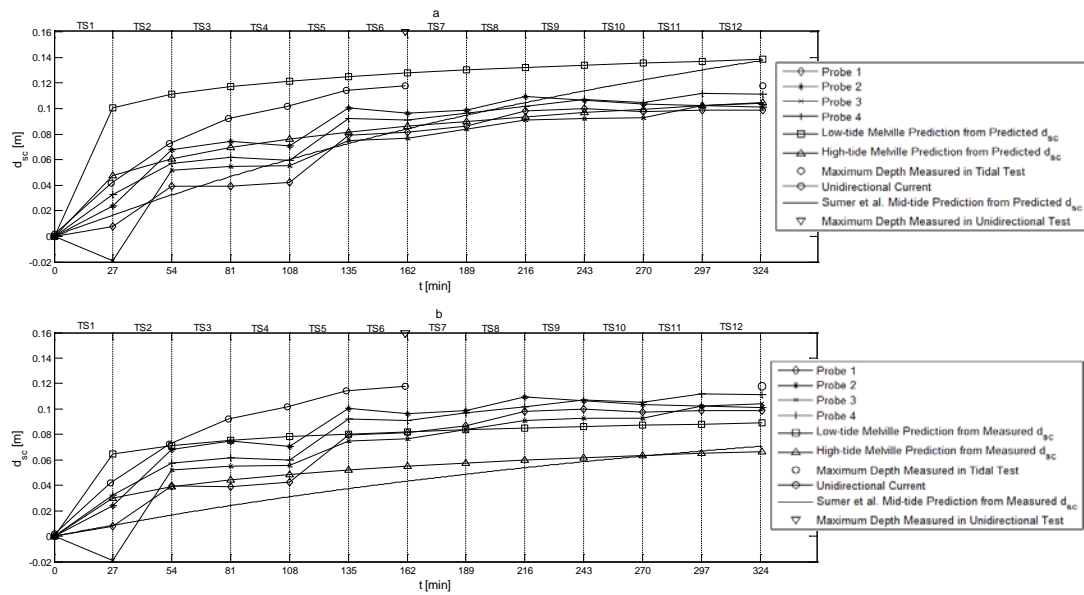 a
TS1 TS2 TS3 TS4 TS5 TS6 TS7 TS8 TS9 TS10 TS11 TS12
0.16
0.14
0.12
0.1
0.08
0.06
0.04
0.02
0
-0.02
d_sc [m]
0 27 54 81 108 135 162 189 216 243 270 297 324
t [min]
Probe 1
Probe 2
Probe 3
Probe 4
Low-tide Melville Prediction from Predicted d_sc
High-tide Melville Prediction from Predicted d_sc
Maximum Depth Measured in Tidal Test
Unidirectional Current
Sumer et al. Mid-tide Prediction from Predicted d_sc
Maximum Depth Measured in Unidirectional Test
b
TS1 TS2 TS3 TS4 TS5 TS6 TS7 TS8 TS9 TS10 TS11 TS12
0.16
0.14
0.12
0.1
0.08
0.06
0.04
0.02
0
-0.02
d_sc [m]
0 27 54 81 108 135 162 189 216 243 270 297 324
t [min]
Probe 1
Probe 2
Probe 3
Probe 4
Low-tide Melville Prediction from Measured d_sc
High-tide Melville Prediction from Measured d_sc
Maximum Depth Measured in Tidal Test
Unidirectional Current
Sumer et al. Mid-tide Prediction from Measured d_sc
Maximum Depth Measured in Unidirectional Test